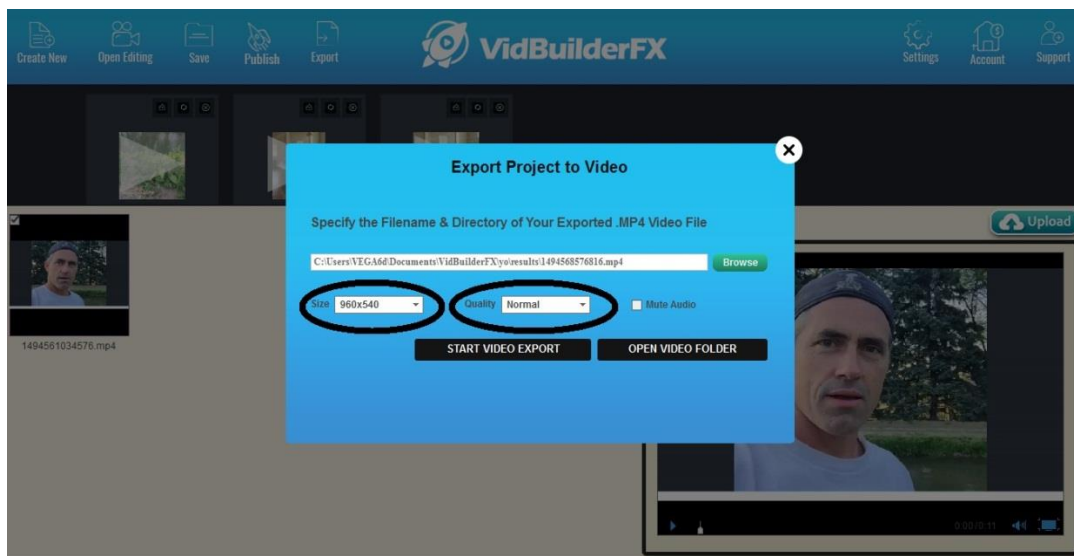 Create New
Open Editing
Save
Publish
Export
VidBuilderFX
Settings
Account
Support
Export Project to Video
Specify the Filename & Directory of Your Exported .MP4 Video File
C:\Users\VEGA6d\Documents\VidBuilderFX\yo\results\1494568576816.mp4
Browse
Size 960x540 Quality Normal Mute Audio
START VIDEO EXPORT OPEN VIDEO FOLDER
Upload
1494561034576.mp4
0:00/0:11